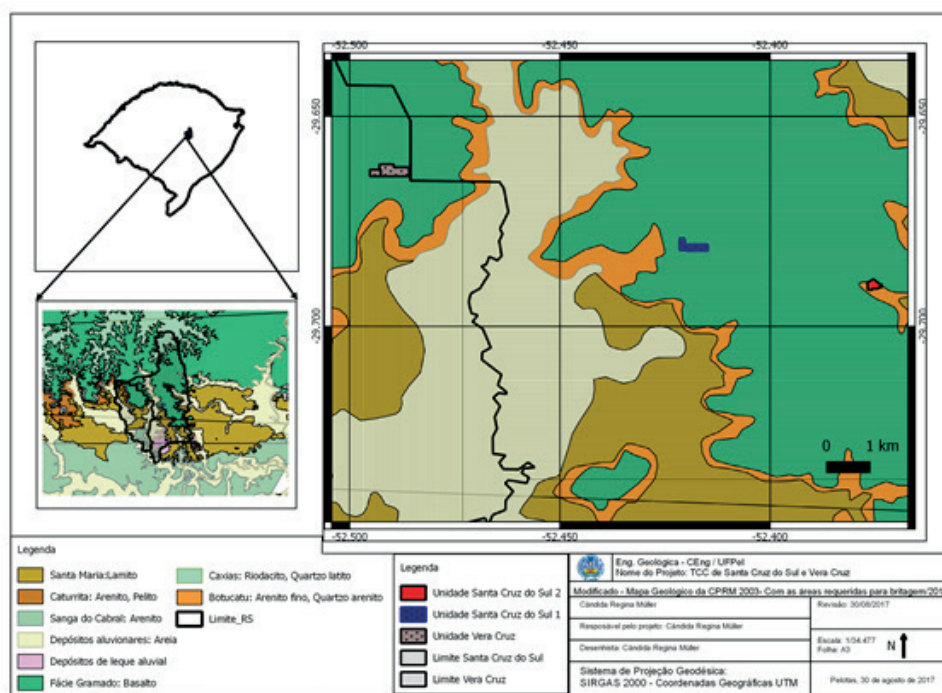 -52.500
-52.450
-52.400
-29.650
-29.650
-29.700
-29.700
0 1 km
-52.500
-52.450
-52.400
Legenda
Santa Maria:Lamito
Caturrita: Arenito, Pelito
Sanga do Cabral: Arenito
Depósitos aluvionares: Areia
Depósitos de leque aluvial
Fácie Gramado: Basalto
Caxias: Riodacito, Quartzo latito
Botucatu: Arenito fino, Quartzo arenito
Limite_RS
Legenda
Unidade Santa Cruz do Sul 2
Unidade Santa Cruz do Sul 1
Unidade Vera Cruz
Limite Santa Cruz do Sul
Limite Vera Cruz
Eng. Geológica - CEng / UFPel
Nome do Projeto: TCC de Santa Cruz do Sul e Vera Cruz
Modificado - Mapa Geológico da CPRM 2003- Com as areas requeridas para britagem/201
Cándida Regina Müller
Revisão: 30/08/2017
Responsável pelo projeto: Cándida Regina Müller
Desenhista: Cándida Regina Müller
Escala: 1/04.477
Folha: A3
N
Sistema de Projeção Geodésica:
SIRGAS 2000 - Coordenadas Geográficas UTM
Pelotas, 30 de agosto de 2017